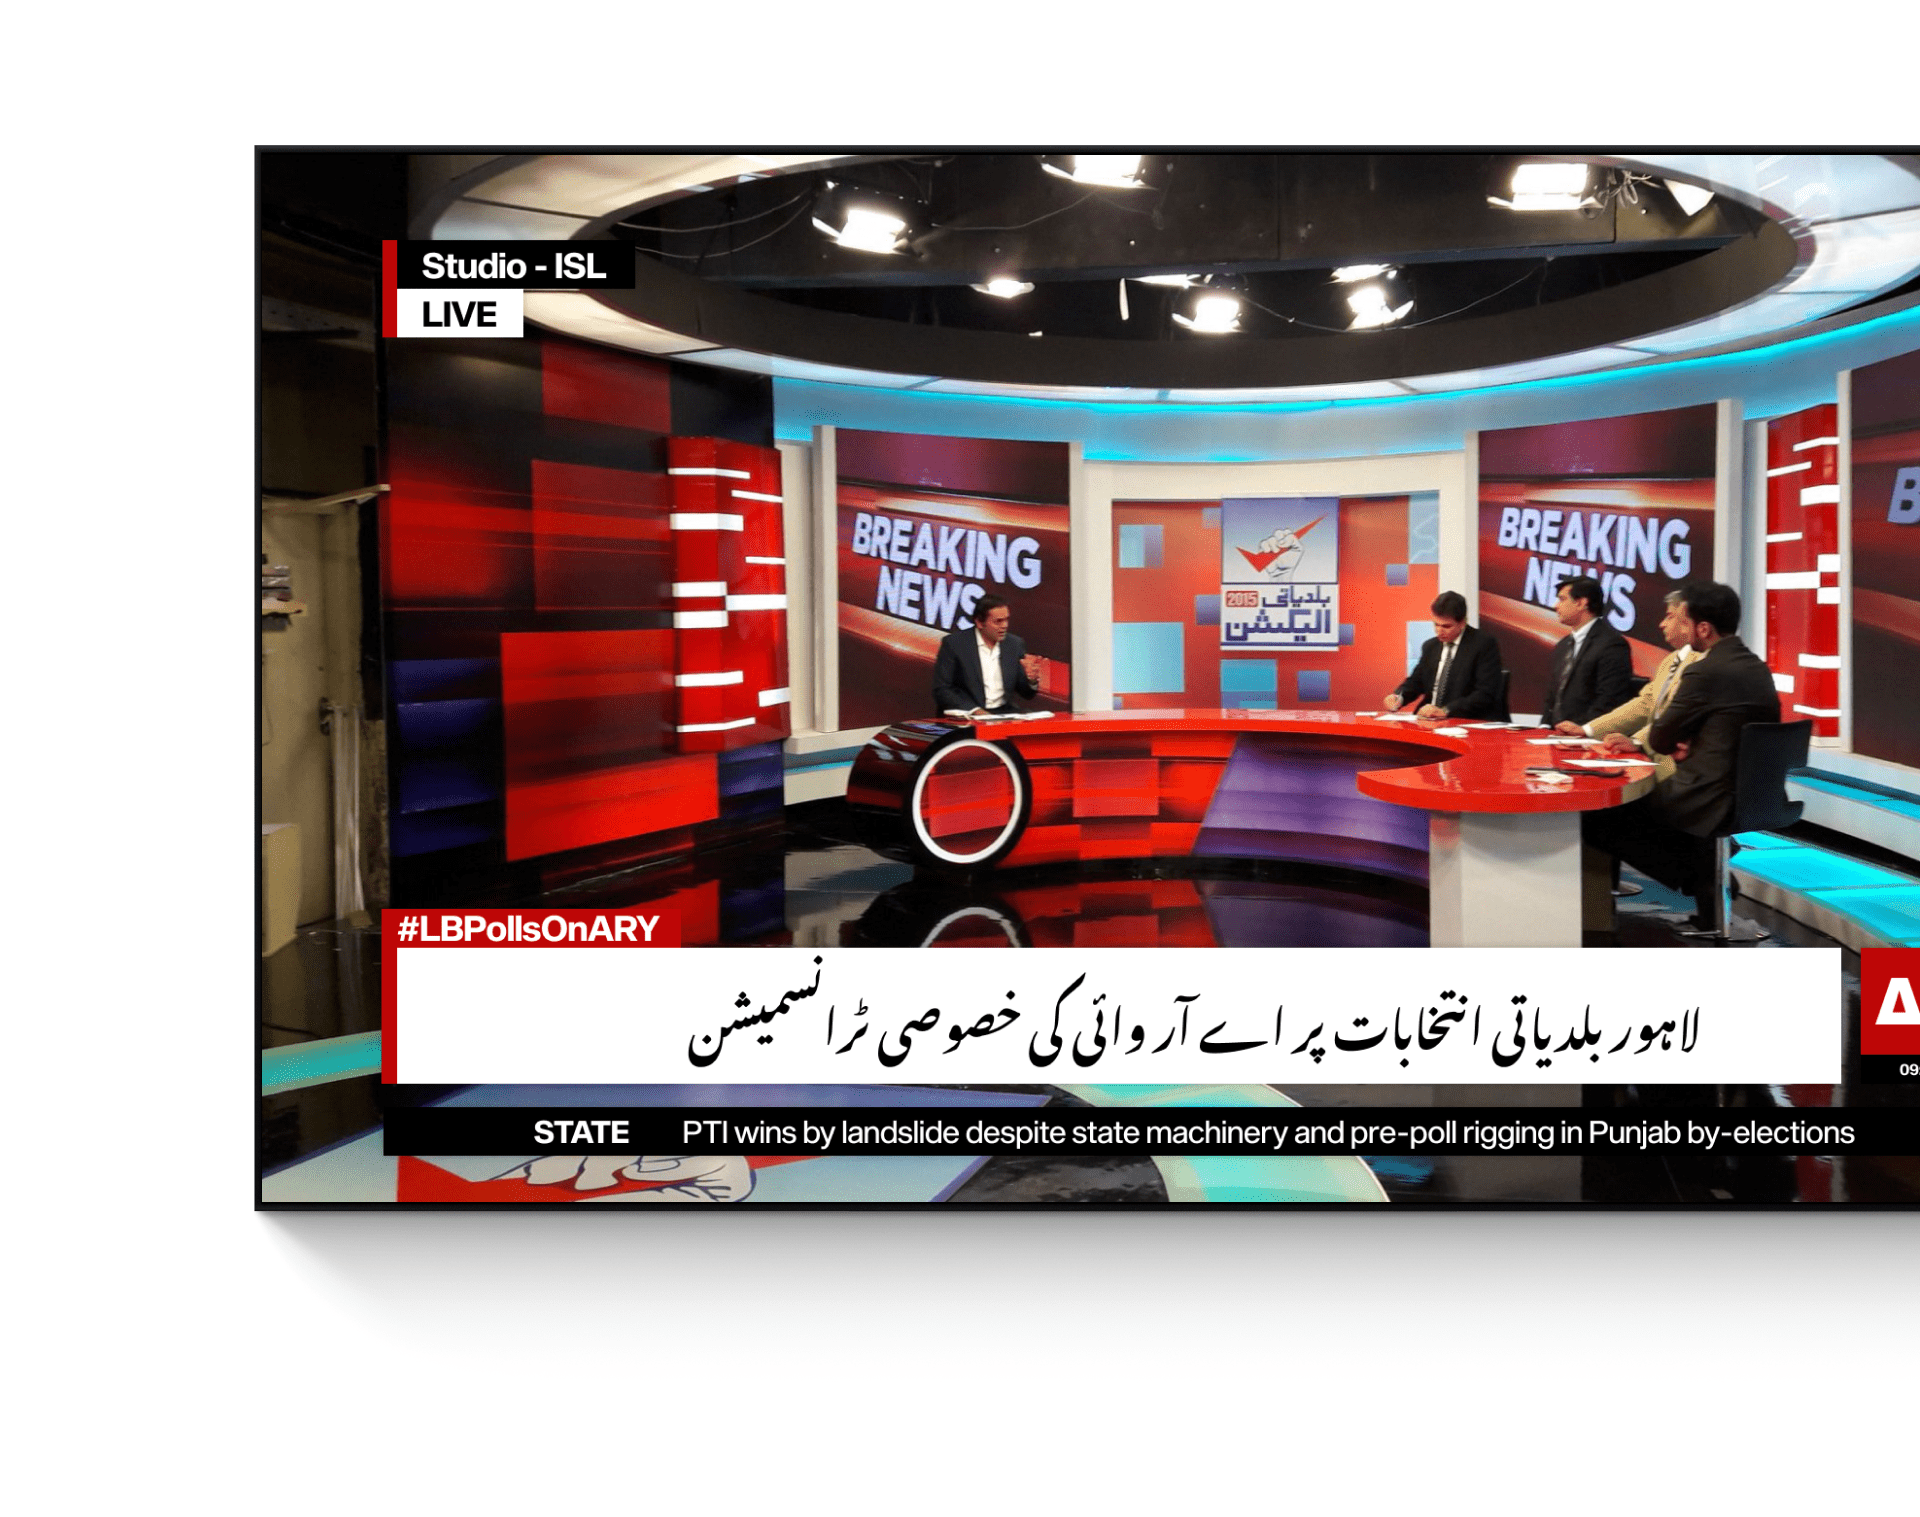 Studio - ISL
LIVE
BREAKING
NEWS
2015 بلدیاتی
الیکشن
BREAKING
NEWS
#LBPollsOnARY
لاہور بلدیاتی انتخابات پر اے آر وائی کی خصوصی ٹرانسمیشن
STATE PTI wins by landslide despite state machinery and pre-poll rigging in Punjab by-elections